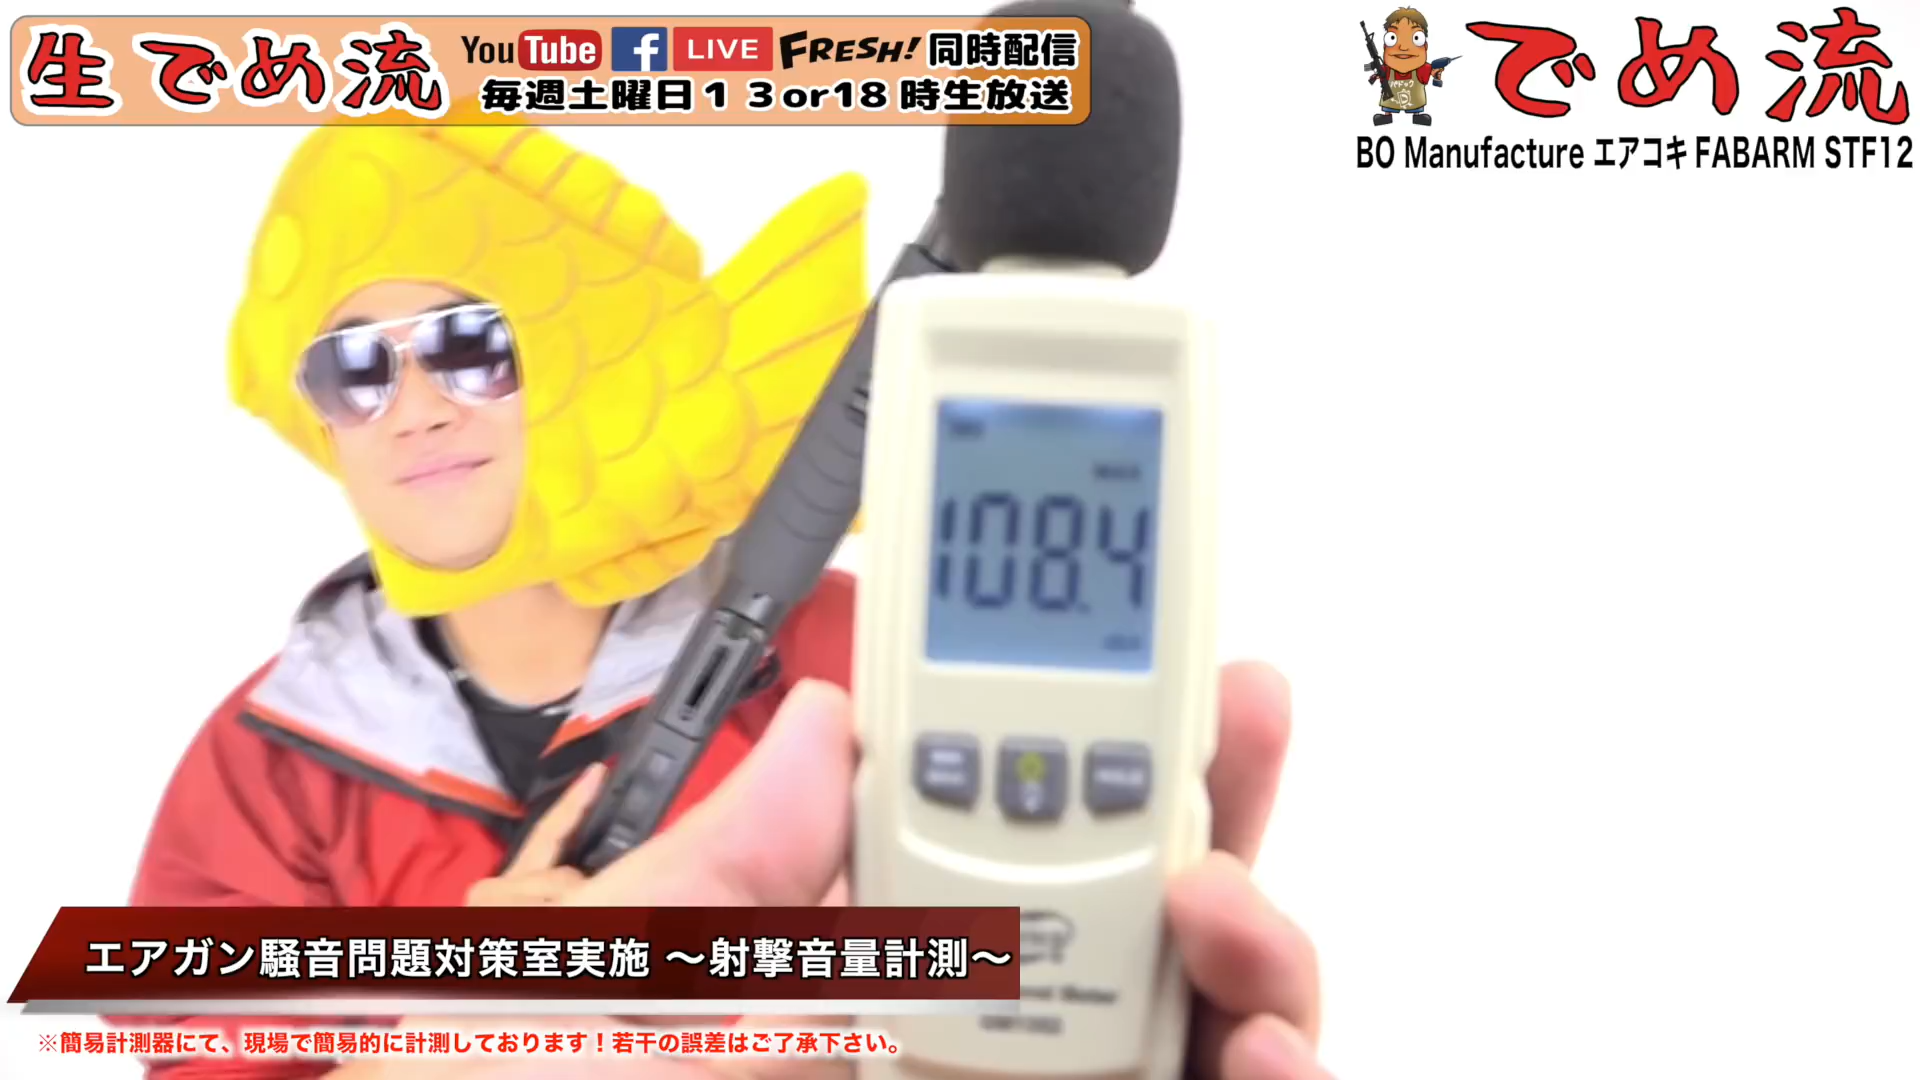 生でめ流
YouTube f LIVE FRESH! 同時配信
毎週土曜日13or18時生放送
でめ流
BO Manufacture エアコキ FABARM STF12
108.4
エアガン騒音問題対策室実施 ～射撃音量計測～
※簡易計測器にて、現場で簡易的に計測しております！若干の誤差はご了承下さい。